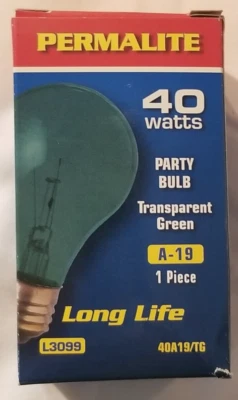 PERMALITE
40
watts
PARTY
BULB
Transparent
Green
A-19
1 Piece
Long Life
L3099
40A19/TG